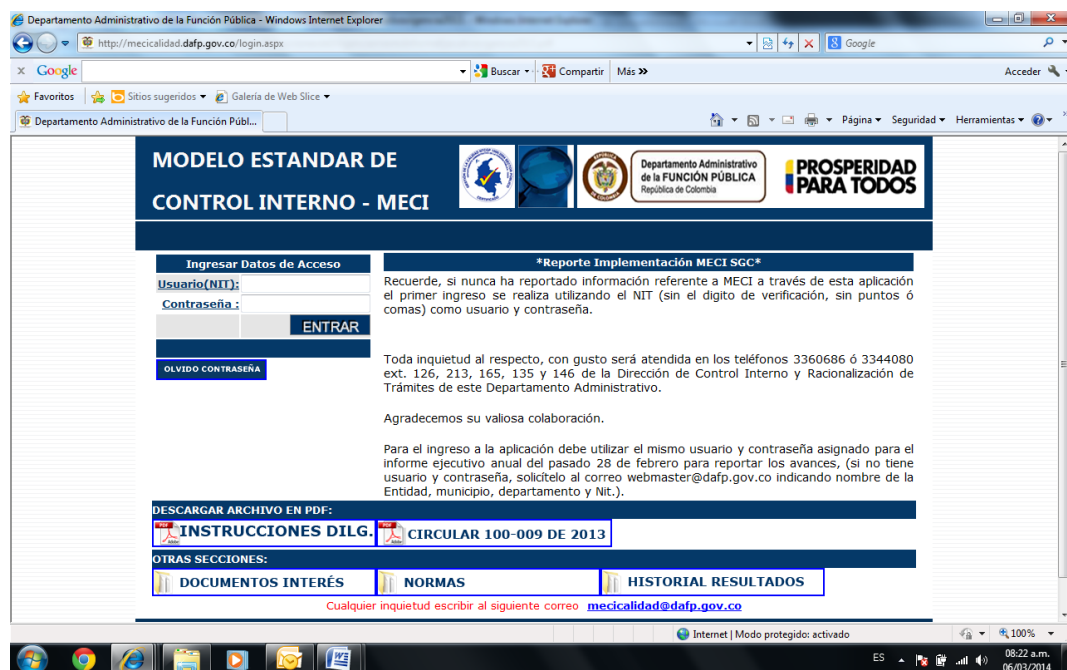 Departamento Administrativo de la Función Pública - Windows Internet Explorer
http://mecicalidad.dafp.gov.co/login.aspx
Google
x Google
Buscar
Compartir
Más »
Acceder
Favoritos
Sitios sugeridos
Galería de Web Slice
Departamento Administrativo de la Función Públ...
Página
Seguridad
Herramientas
MODELO ESTANDAR DE
CONTROL INTERNO - MECI
Departamento Administrativo
de la FUNCIÓN PÚBLICA
República de Colombia
PROSPERIDAD
PARA TODOS
Ingresar Datos de Acceso
Usuario(NIT):
Contraseña :
ENTRAR
OLVIDO CONTRASEÑA
*Reporte Implementación MECI SGC*
Recuerde, si nunca ha reportado información referente a MECI a través de esta aplicación
el primer ingreso se realiza utilizando el NIT (sin el digito de verificación, sin puntos ó
comas) como usuario y contraseña.
Toda inquietud al respecto, con gusto será atendida en los teléfonos 3360686 ó 3344080
ext. 126, 213, 165, 135 y 146 de la Dirección de Control Interno y Racionalización de
Trámites de este Departamento Administrativo.
Agradecemos su valiosa colaboración.
Para el ingreso a la aplicación debe utilizar el mismo usuario y contraseña asignado para el
informe ejecutivo anual del pasado 28 de febrero para reportar los avances, (si no tiene
usuario y contraseña, solicítelo al correo webmaster@dafp.gov.co indicando nombre de la
Entidad, municipio, departamento y Nit.).
DESCARGAR ARCHIVO EN PDF:
INSTRUCCIONES DILG.
CIRCULAR 100-009 DE 2013
OTRAS SECCIONES:
DOCUMENTOS INTERÉS
NORMAS
HISTORIAL RESULTADOS
Cualquier inquietud escribir al siguiente correo mecicalidad@dafp.gov.co
Internet | Modo protegido: activado
100%
ES
08:22 a.m.
06/03/2014